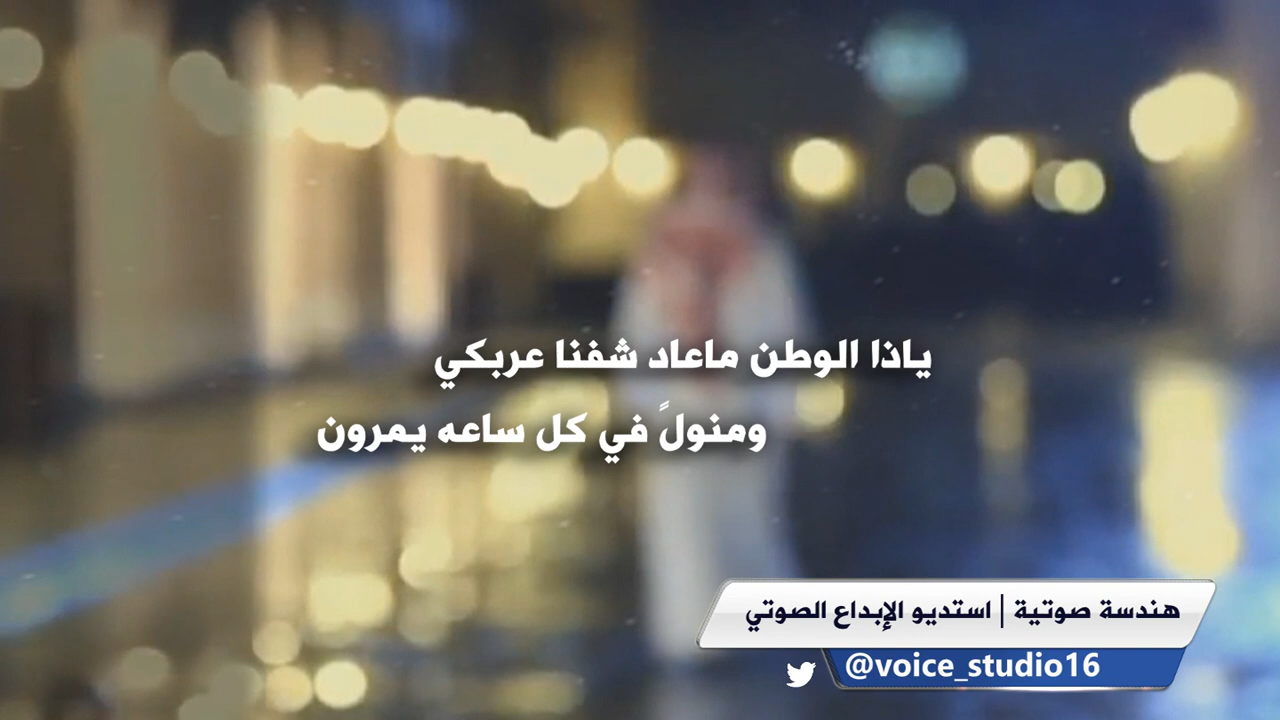 ياذا الوطن ماعاد شفنا عربكي
ومنولً في كل ساعه يمرون
هندسة صوتية | استديو الإبداع الصوتي
@voice_studio16